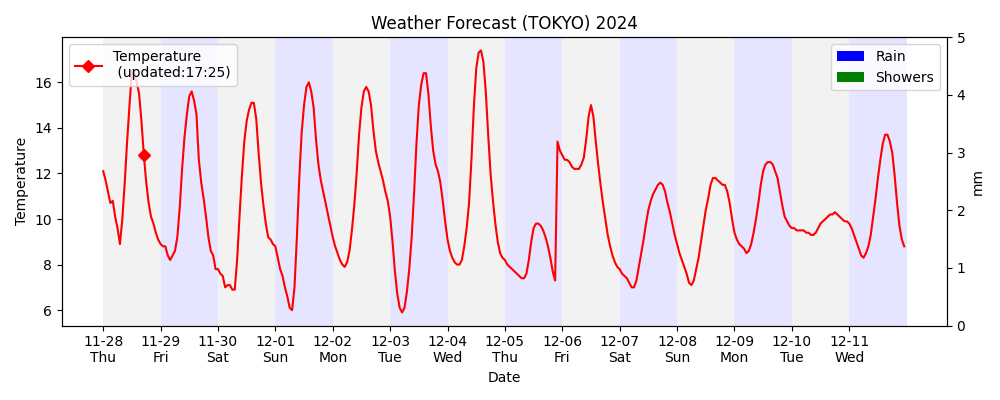 Weather Forecast (TOKYO) 2024
Temperature
(updated:17:25)
Rain
Showers
Temperature
16
14
12
10
8
6
5
4
3
2
1
0
mm
11-28 11-29 11-30 12-01 12-02 12-03 12-04 12-05 12-06 12-07 12-08 12-09 12-10 12-11
Thu Fri Sat Sun Mon Tue Wed Thu Fri Sat Sun Mon Tue Wed
Date